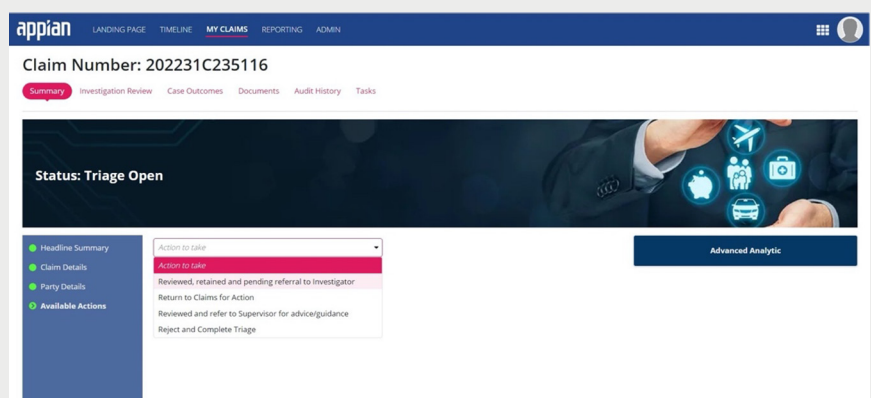 appian LANDING PAGE TIMELINE MY CLAIMS REPORTING ADMIN
Claim Number: 202231C235116
Summary Investigation Review Case Outcomes Documents Audit History Tasks
Status: Triage Open
Headline Summary
Claim Details
Party Details
Available Actions
Action to take
Action to take
Reviewed, retained and pending referral to Investigator
Return to Claims for Action
Reviewed and refer to Supervisor for advice/guidance
Reject and Complete Triage
Advanced Analytic